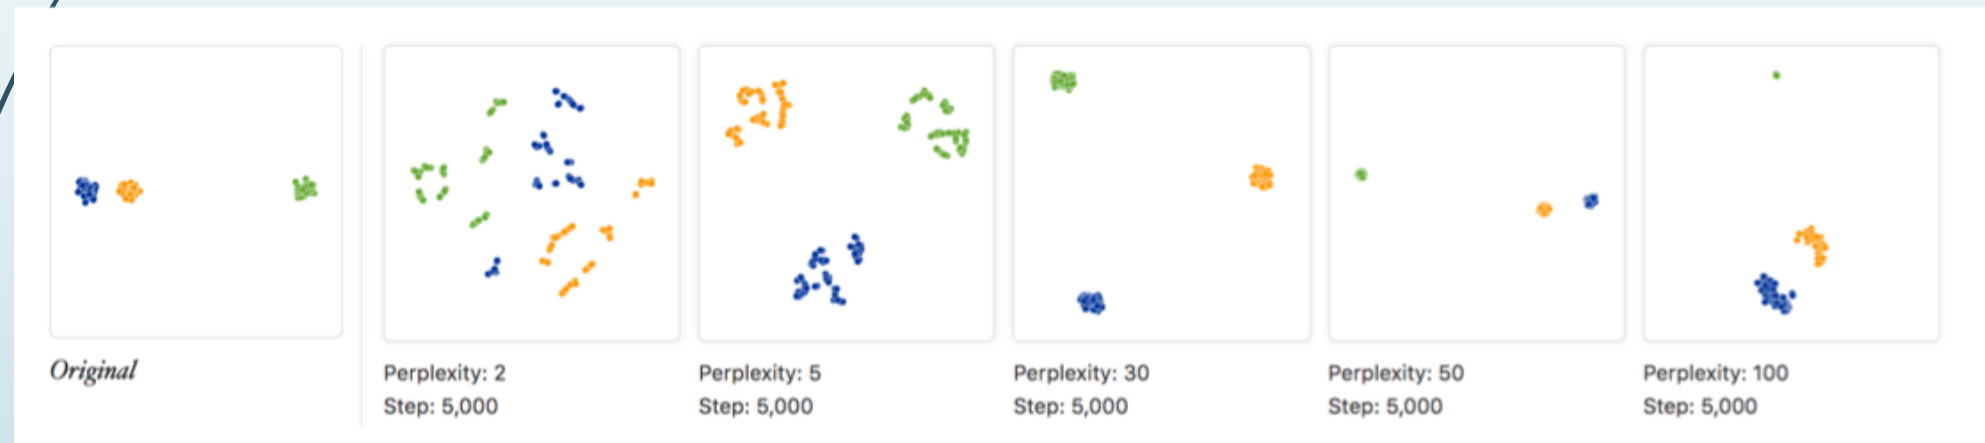 Original
Perplexity: 2
Step: 5,000
Perplexity: 5
Step: 5,000
Perplexity: 30
Step: 5,000
Perplexity: 50
Step: 5,000
Perplexity: 100
Step: 5,000